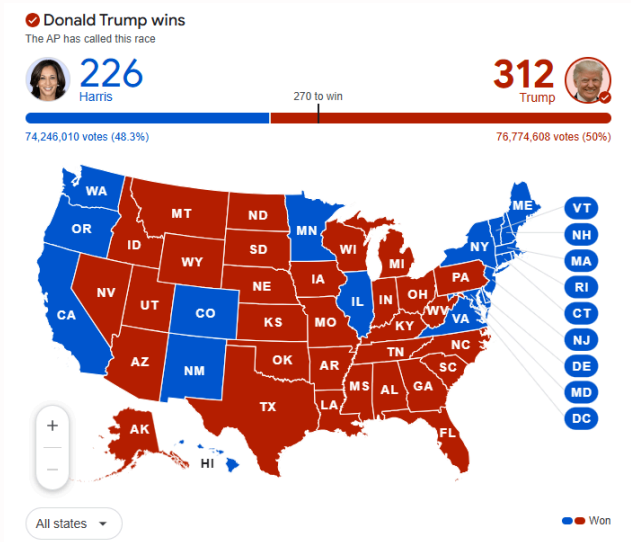 Donald Trump wins
The AP has called this race
226
Harris
270 to win
312
Trump
74,246,010 votes (48.3%)
76,774,608 votes (50%)
WA
OR
CA
NV
ID
MT
WY
UT
AZ
CO
NM
ND
SD
NE
KS
OK
TX
MN
IA
MO
AR
LA
WI
IL
MI
IN
OH
KY
TN
MS
AL
GA
FL
SC
NC
VA
WV
PA
NY
ME
VT
NH
MA
RI
CT
NJ
DE
MD
DC
AK
HI
+
−
All states
Won